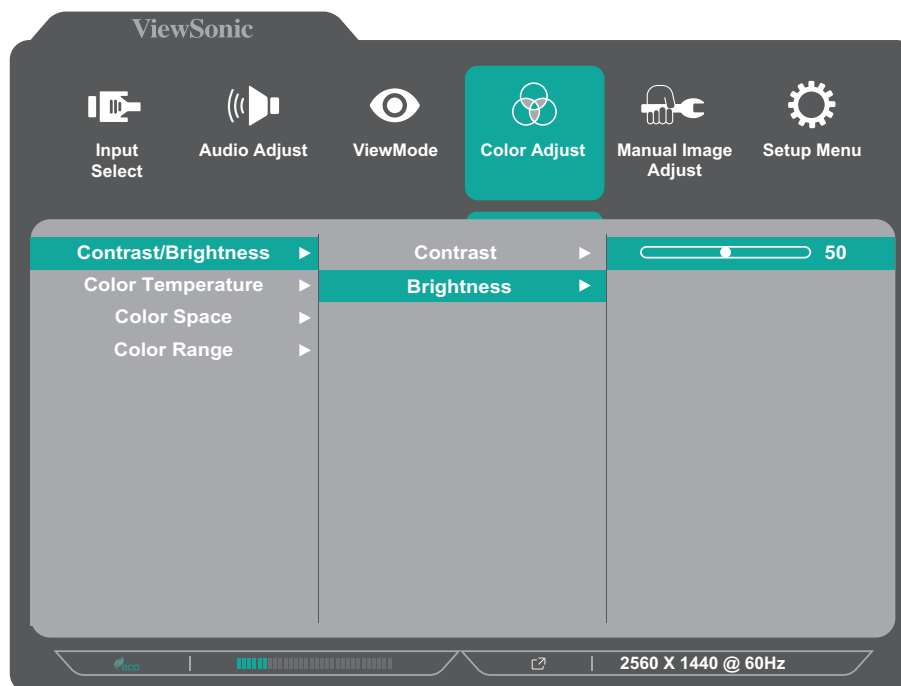 ViewSonic
Input
Select
Audio Adjust
ViewMode
Color Adjust
Manual Image
Adjust
Setup Menu
Contrast/Brightness
Contrast
50
Color Temperature
Brightness
Color Space
Color Range
eco
2560 X 1440 @ 60Hz